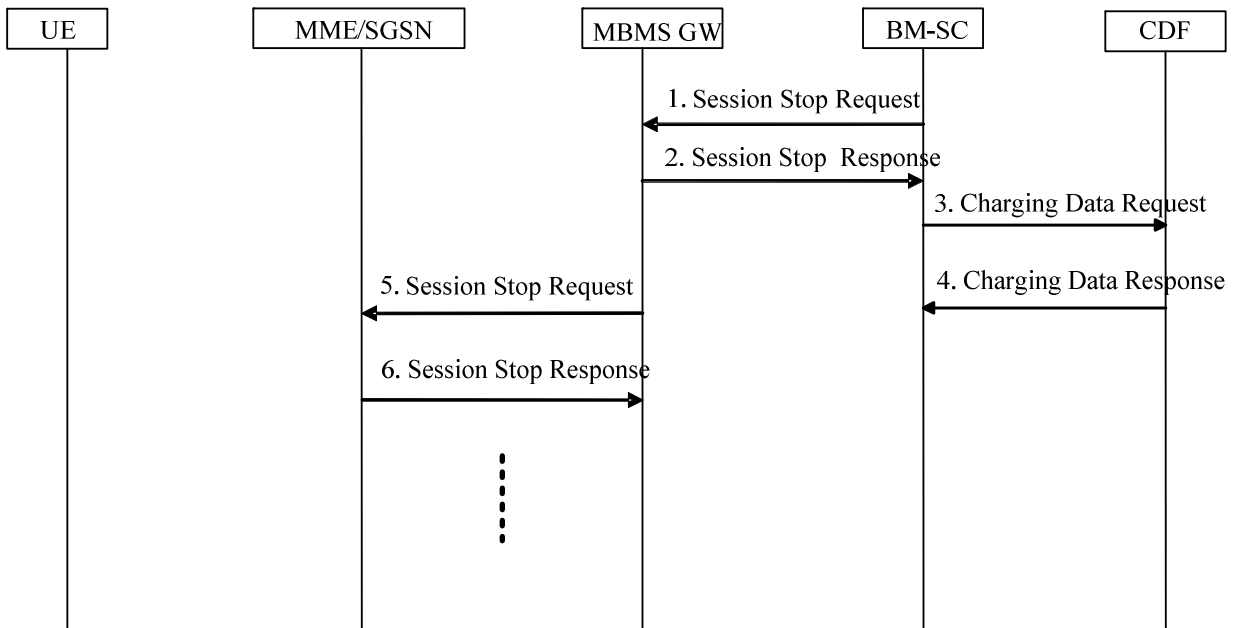 UE
MME/SGSN
MBMS GW
BM-SC
CDF
1. Session Stop Request
2. Session Stop Response
3. Charging Data Request
4. Charging Data Response
5. Session Stop Request
6. Session Stop Response